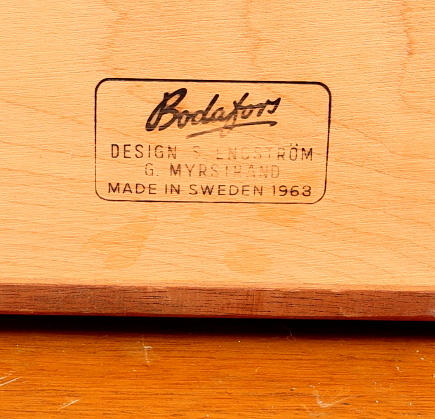 Bodafors
DESIGN S ENGSTRÖM
G. MYRSTRAND
MADE IN SWEDEN 1963